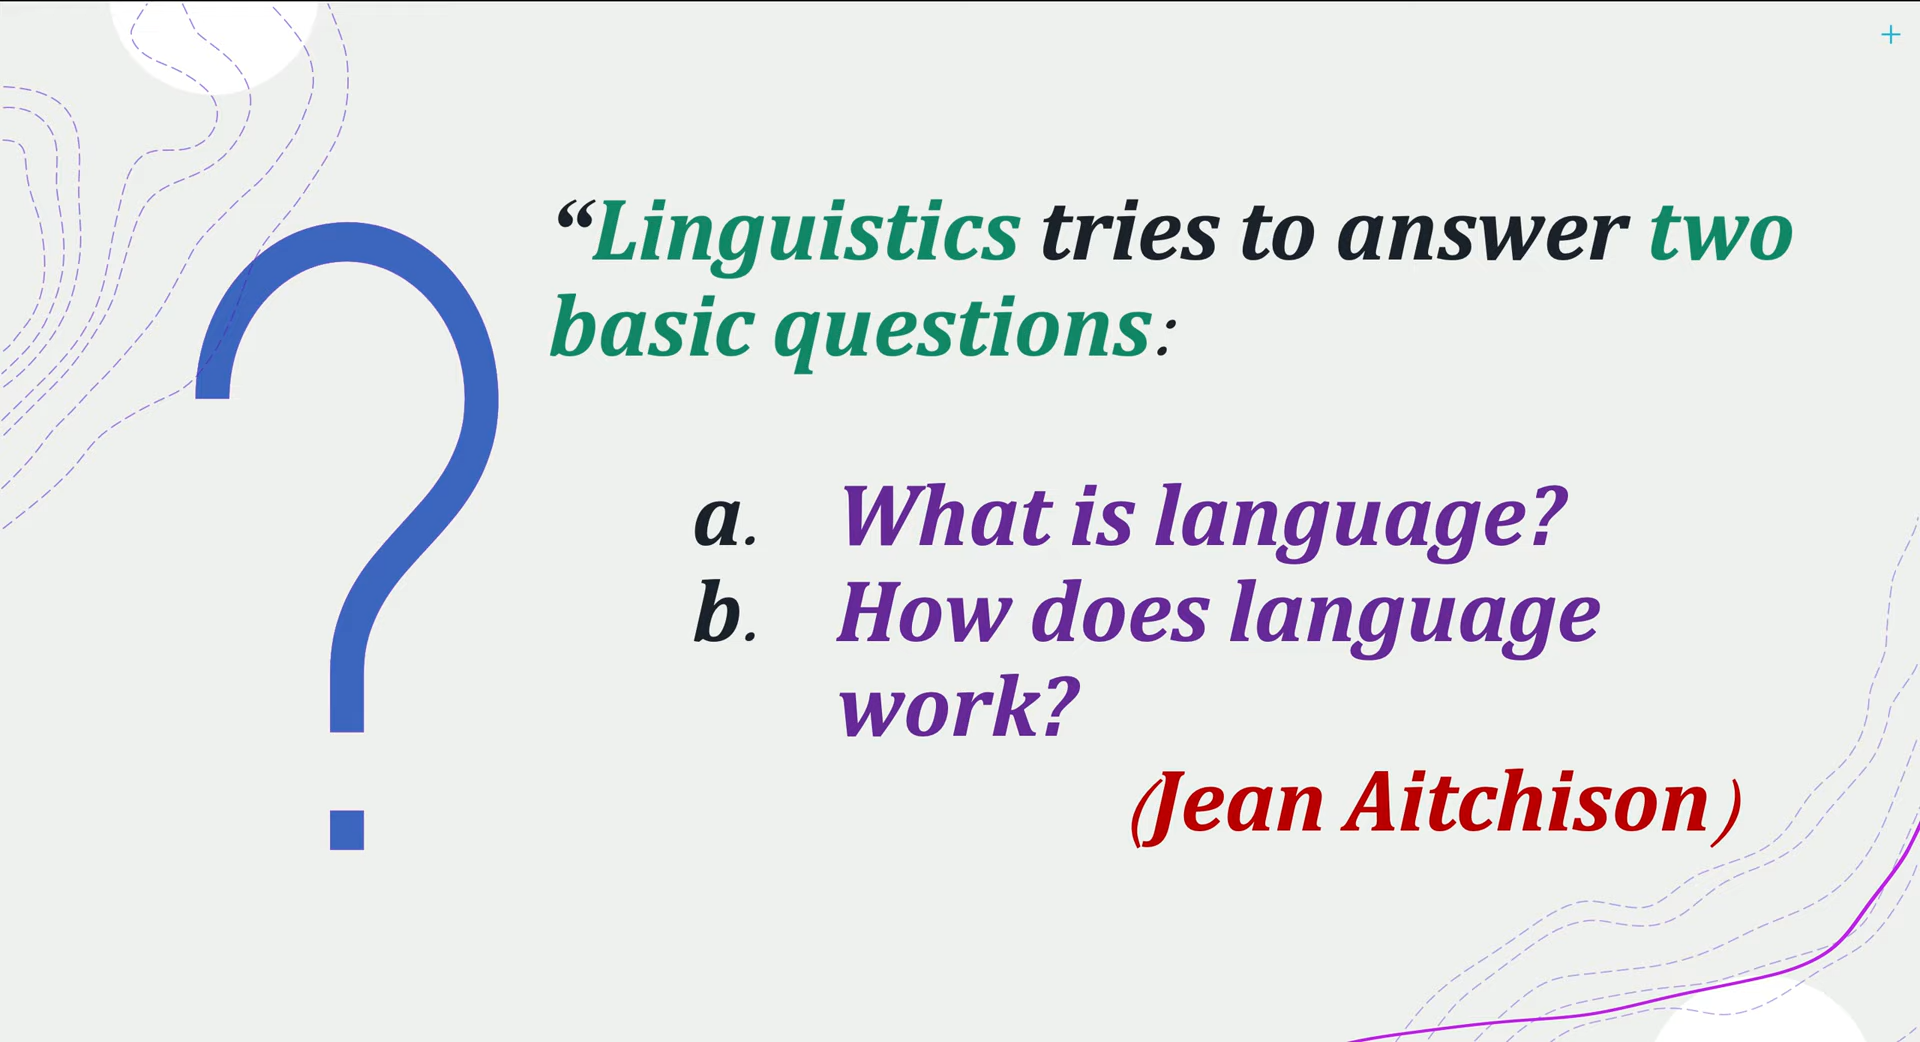 “Linguistics tries to answer two
basic questions:
a. What is language?
b. How does language
work?
(Jean Aitchison)